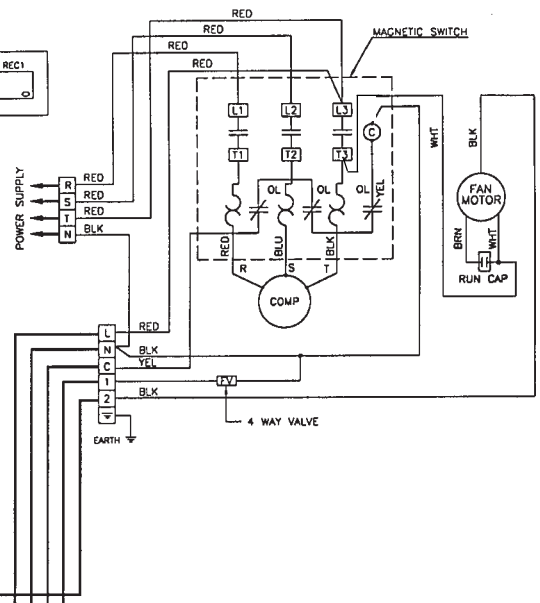 RED
RED
RED
RED
MAGNETIC SWITCH
REC1
L1
L2
L3
C
WHT
BLK
T1
T2
T3
POWER SUPPLY
R
RED
S
RED
T
RED
N
BLK
OL
OL
OL
YEL
FAN
MOTOR
RED
BLU
BLK
BRN
WHT
R
S
T
RUN CAP
COMP
L
RED
N
BLK
C
YEL
1
FV
2
BLK
4 WAY VALVE
EARTH